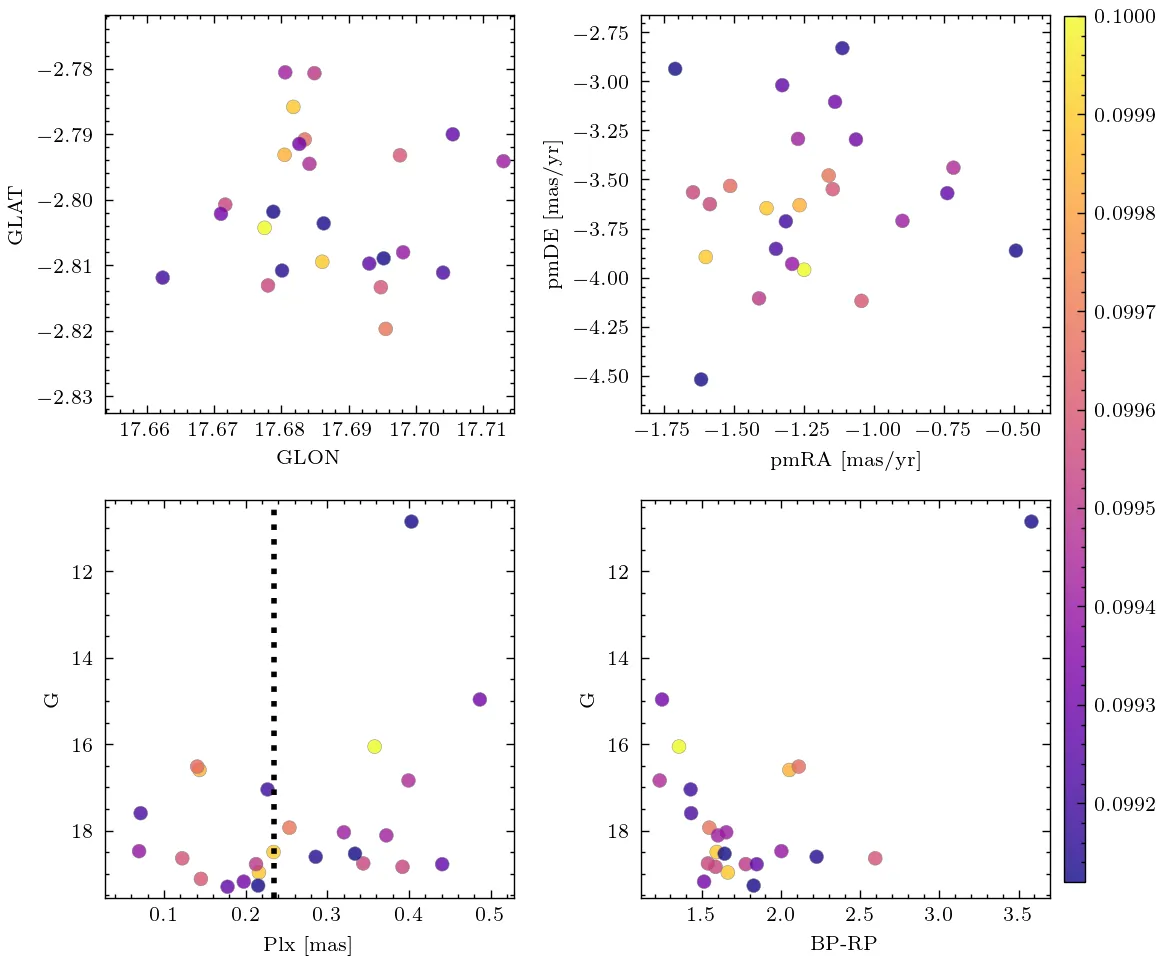 −2.78
−2.79
−2.80
−2.81
−2.82
−2.83
GLAT
17.66 17.67 17.68 17.69 17.70 17.71
GLON
−2.75
−3.00
−3.25
−3.50
−3.75
−4.00
−4.25
−4.50
pmDE [mas/yr]
−1.75 −1.50 −1.25 −1.00 −0.75 −0.50
pmRA [mas/yr]
12
14
16
18
G
0.1 0.2 0.3 0.4 0.5
Plx [mas]
12
14
16
18
G
1.5 2.0 2.5 3.0 3.5
BP-RP
0.1000
0.0999
0.0998
0.0997
0.0996
0.0995
0.0994
0.0993
0.0992